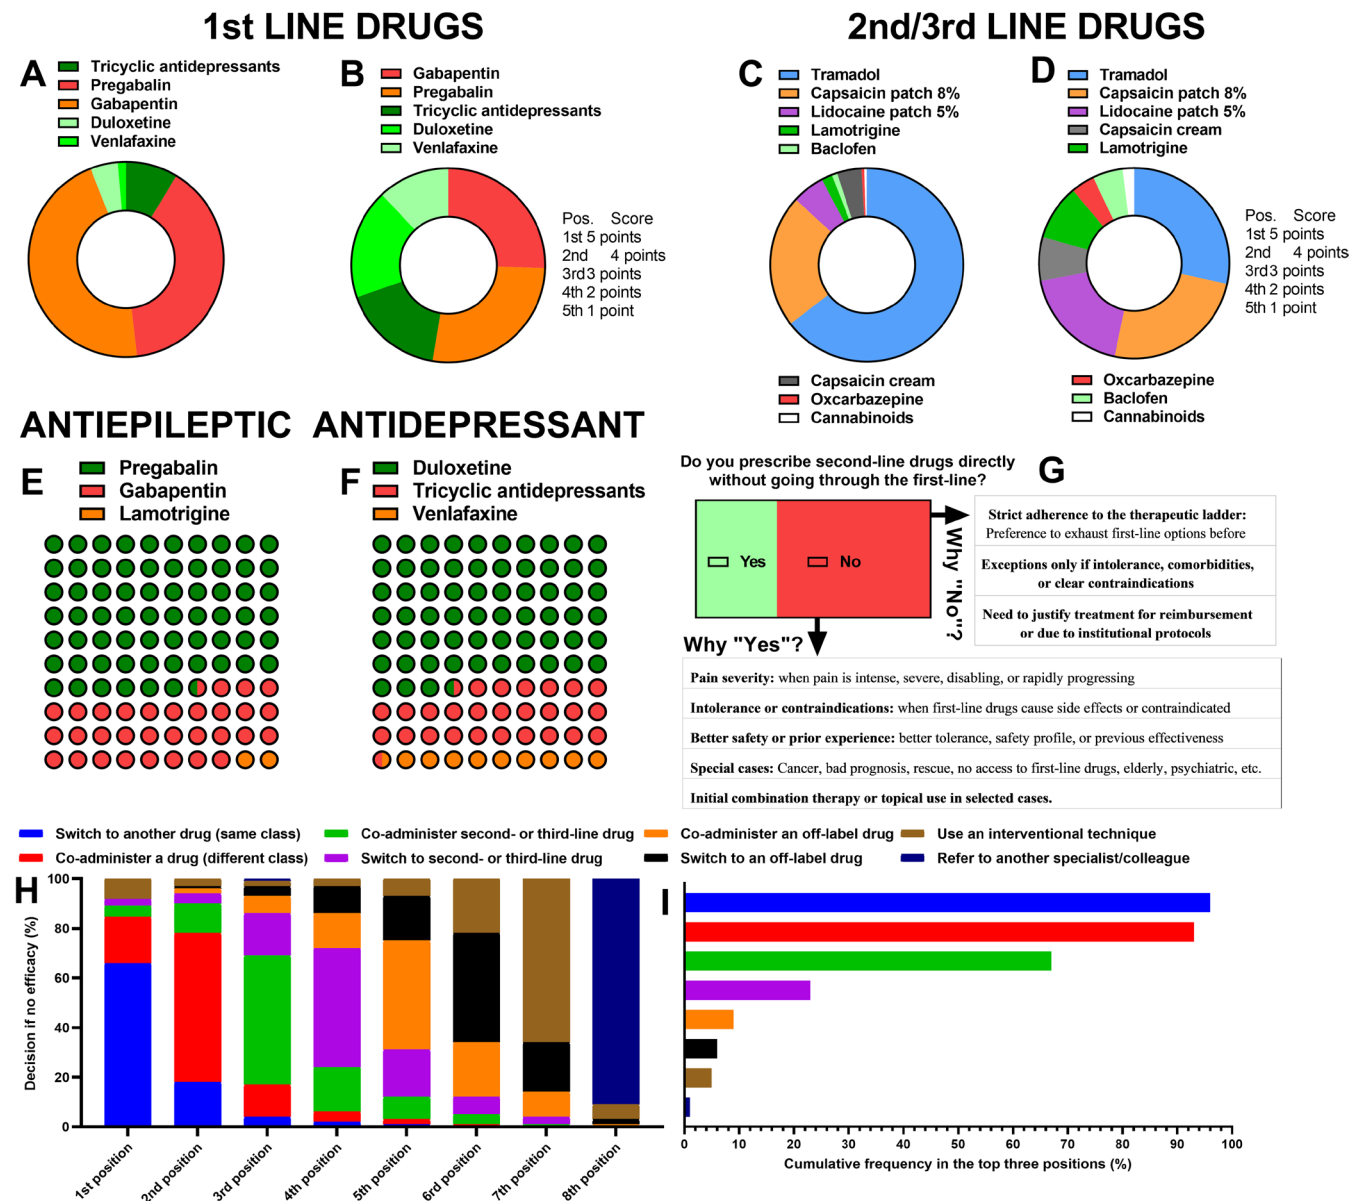 1st LINE DRUGS
2nd/3rd LINE DRUGS
A
Tricyclic antidepressants
Pregabalin
Gabapentin
Duloxetine
Venlafaxine
B
Gabapentin
Pregabalin
Tricyclic antidepressants
Duloxetine
Venlafaxine
Pos. Score
1st 5 points
2nd 4 points
3rd 3 points
4th 2 points
5th 1 point
C
Tramadol
Capsaicin patch 8%
Lidocaine patch 5%
Lamotrigine
Baclofen
Capsaicin cream
Oxcarbazepine
Cannabinoids
D
Tramadol
Capsaicin patch 8%
Lidocaine patch 5%
Capsaicin cream
Lamotrigine
Pos. Score
1st 5 points
2nd 4 points
3rd 3 points
4th 2 points
5th 1 point
Oxcarbazepine
Baclofen
Cannabinoids
ANTIEPILEPTIC
ANTIDEPRESSANT
E
Pregabalin
Gabapentin
Lamotrigine
F
Duloxetine
Tricyclic antidepressants
Venlafaxine
G
Do you prescribe second-line drugs directly
without going through the first-line?
Yes
No
Why "No"?
Strict adherence to the therapeutic ladder:
Preference to exhaust first-line options before
Exceptions only if intolerance, comorbidities,
or clear contraindications
Need to justify treatment for reimbursement
or due to institutional protocols
Why "Yes"?
Pain severity: when pain is intense, severe, disabling, or rapidly progressing
Intolerance or contraindications: when first-line drugs cause side effects or contraindicated
Better safety or prior experience: better tolerance, safety profile, or previous effectiveness
Special cases: Cancer, bad prognosis, rescue, no access to first-line drugs, elderly, psychiatric, etc.
Initial combination therapy or topical use in selected cases.
Switch to another drug (same class)
Co-administer second- or third-line drug
Co-administer an off-label drug
Use an interventional technique
Co-administer a drug (different class)
Switch to second- or third-line drug
Switch to an off-label drug
Refer to another specialist/colleague
H
Decision if no efficacy (%)
100
80
60
40
20
0
1st position
2nd position
3rd position
4th position
5th position
6rd position
7th position
8th position
I
0 10 20 30 40 50 60 70 80 90 100
Cumulative frequency in the top three positions (%)